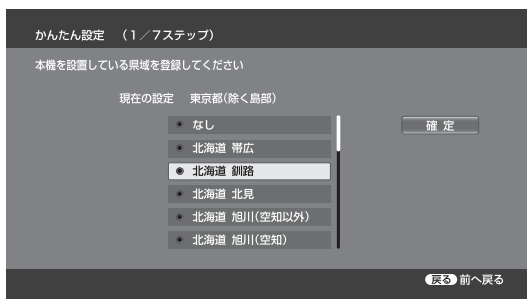 かんたん設定 （1／7ステップ）
本機を設置している県域を登録してください
現在の設定 東京都(除く島部)
なし
確 定
北海道 帯広
北海道 釧路
北海道 北見
北海道 旭川(空知以外)
北海道 旭川(空知)
戻る 前へ戻る